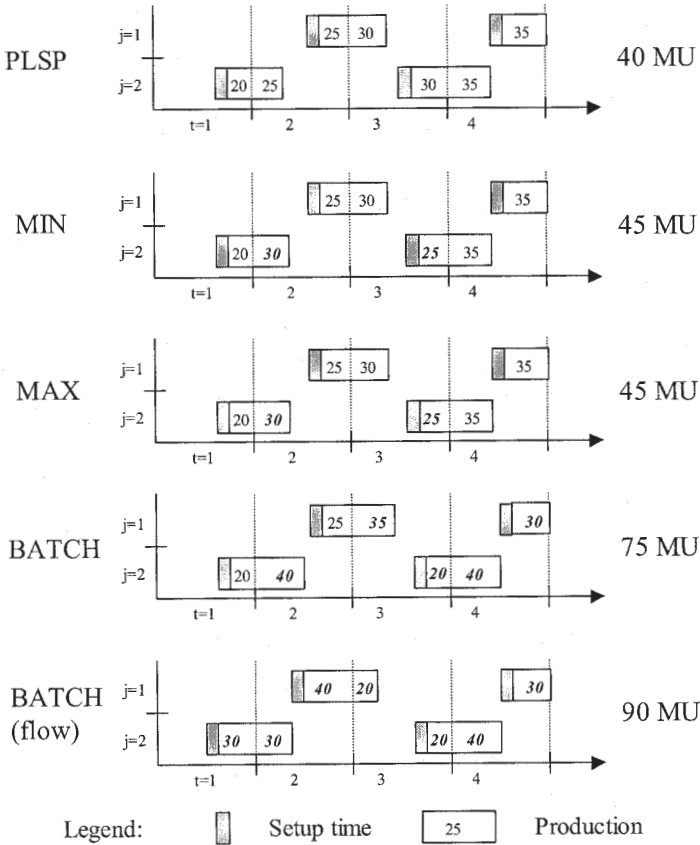 PLSP
j=1
25 30
35
40 MU
j=2
20 25
30 35
t=1 2 3 4
MIN
j=1
25 30
35
45 MU
j=2
20 30
25 35
t=1 2 3 4
MAX
j=1
25 30
35
45 MU
j=2
20 30
25 35
t=1 2 3 4
BATCH
j=1
25 35
30
75 MU
j=2
20 40
20 40
t=1 2 3 4
BATCH
(flow)
j=1
40 20
30
90 MU
j=2
30 30
20 40
t=1 2 3 4
Legend: Setup time 25 Production